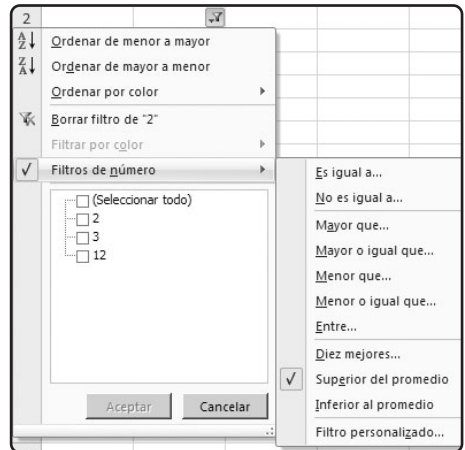 2
Ordenar de menor a mayor
Ordenar de mayor a menor
Ordenar por color
Borrar filtro de "2"
Filtrar por color
Filtros de número
(Seleccionar todo)
2
3
12
Aceptar
Cancelar
Es igual a...
No es igual a...
Mayor que...
Mayor o igual que...
Menor que...
Menor o igual que...
Entre...
Diez mejores...
Superior del promedio
Inferior al promedio
Filtro personalizado...